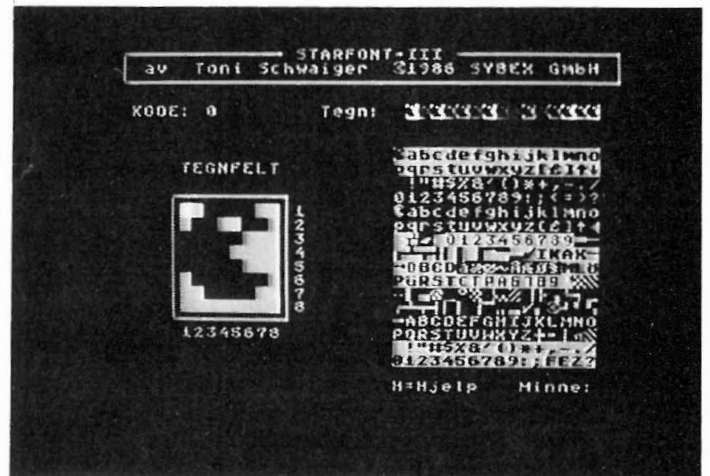 STARFONT-III
av Toni Schwaiger ©1986 SYBEX GmbH
KODE: 0 Tegn:
TEGNFELT
1
2
3
4
5
6
7
8
12345678
abcdefghijklmno
pqrstuvwxyz[£]↑
!"#$%&'()*+,-./
0123456789:;<=>?
abcdefghijklmno
pqrstuvwxyz[£]↑
0123456789
-ABCDEFGHIJKLMNO
PQRSTUVWXYZ+
!"#$%&'()*+,-./
0123456789:;
H=Hjelp Minne: